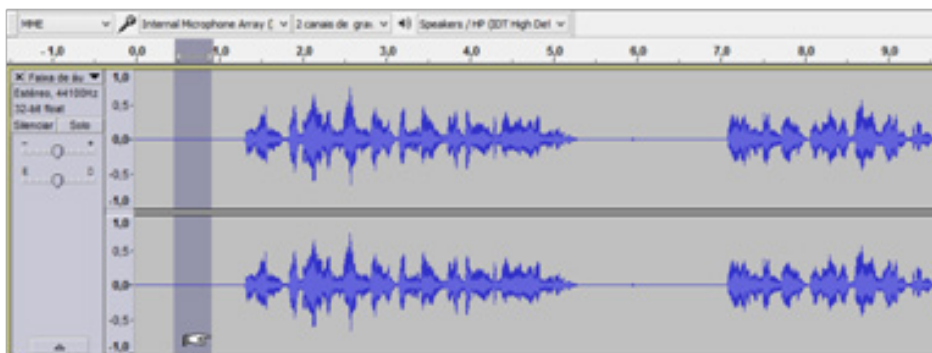 MME Internal Microphone Array ( 2 canais de grav Speakers / HP (IDT High Def
-1,0 0,0 1,0 2,0 3,0 4,0 5,0 6,0 7,0 8,0 9,0
X Faixa de áu
Estéreo, 44100Hz
32-bit float
Silenciar Solo
- +
E D
1,0
0,5-
0,0-
-0,5-
-1,0
1,0
0,5-
0,0-
-0,5-
-1,0